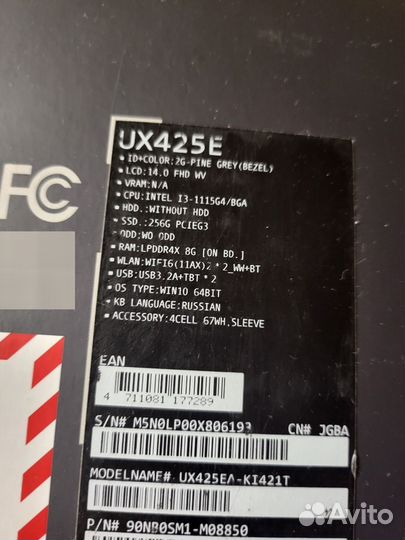 FC
UX425E
• ID+COLOR:2G-PINE GREY(BEZEL)
• LCD:14.0 FHD WV
• VRAM:N/A
• CPU:INTEL I3-1115G4/BGA
• HDD.:WITHOUT HDD
• SSD.:256G PCIEG3
• ODD:WO ODD
• RAM:LPDDR4X 8G [ON BD.]
• WLAN:WIFI6(11AX)2*2_WW+BT
• USB:USB3.2A+TBT*2
• OS TYPE:WIN10 64BIT
• KB LANGUAGE:RUSSIAN
• ACCESSORY:4CELL 67WH,SLEEVE
EAN
4 711081 177289
S/N# M5N0LP00X806193 CN# JGBA
MODELNAME# UX425EA-KI421T
P/N# 90NB0SM1-M08850
Avito